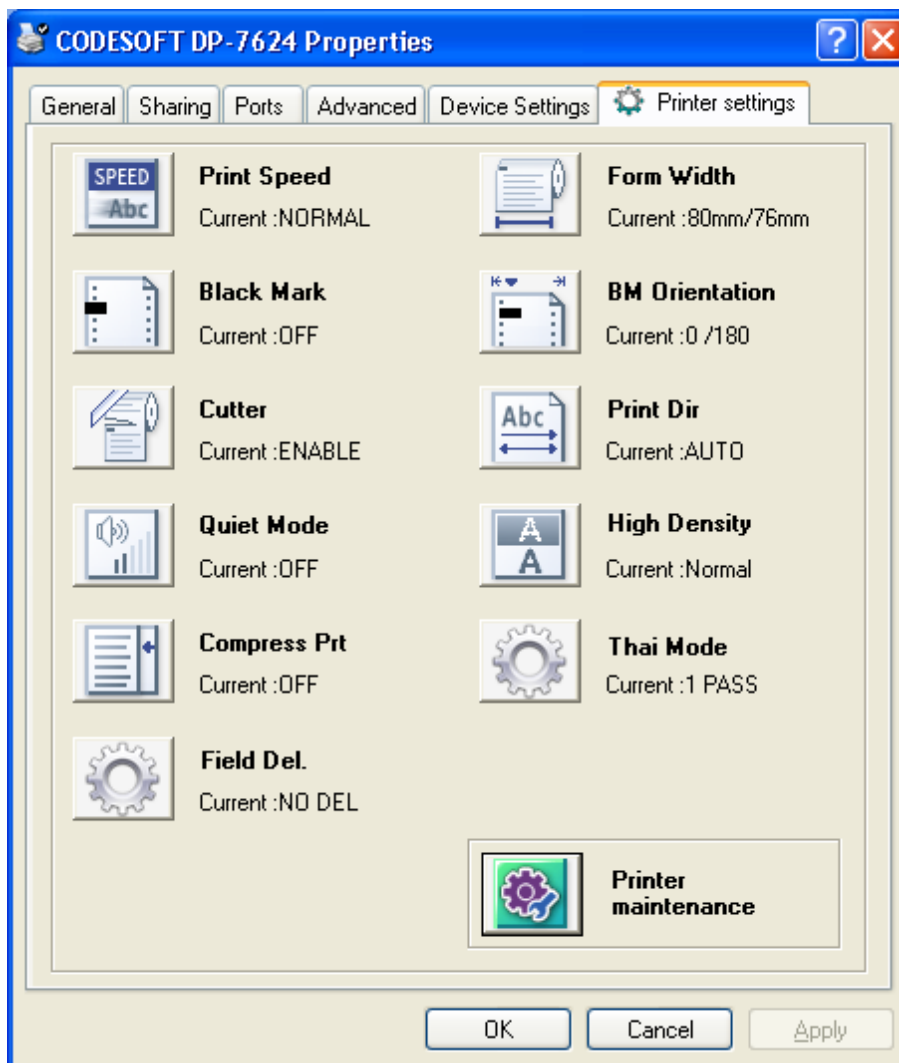 CODESOFT DP-7624 Properties
General Sharing Ports Advanced Device Settings Printer settings
SPEED
Abc
Print Speed
Current :NORMAL
Form Width
Current :80mm/76mm
Black Mark
Current :OFF
BM Orientation
Current :0 /180
Cutter
Current :ENABLE
Abc
Print Dir
Current :AUTO
Quiet Mode
Current :OFF
A
A
High Density
Current :Normal
Compress Prt
Current :OFF
Thai Mode
Current :1 PASS
Field Del.
Current :NO DEL
Printer
maintenance
OK Cancel Apply